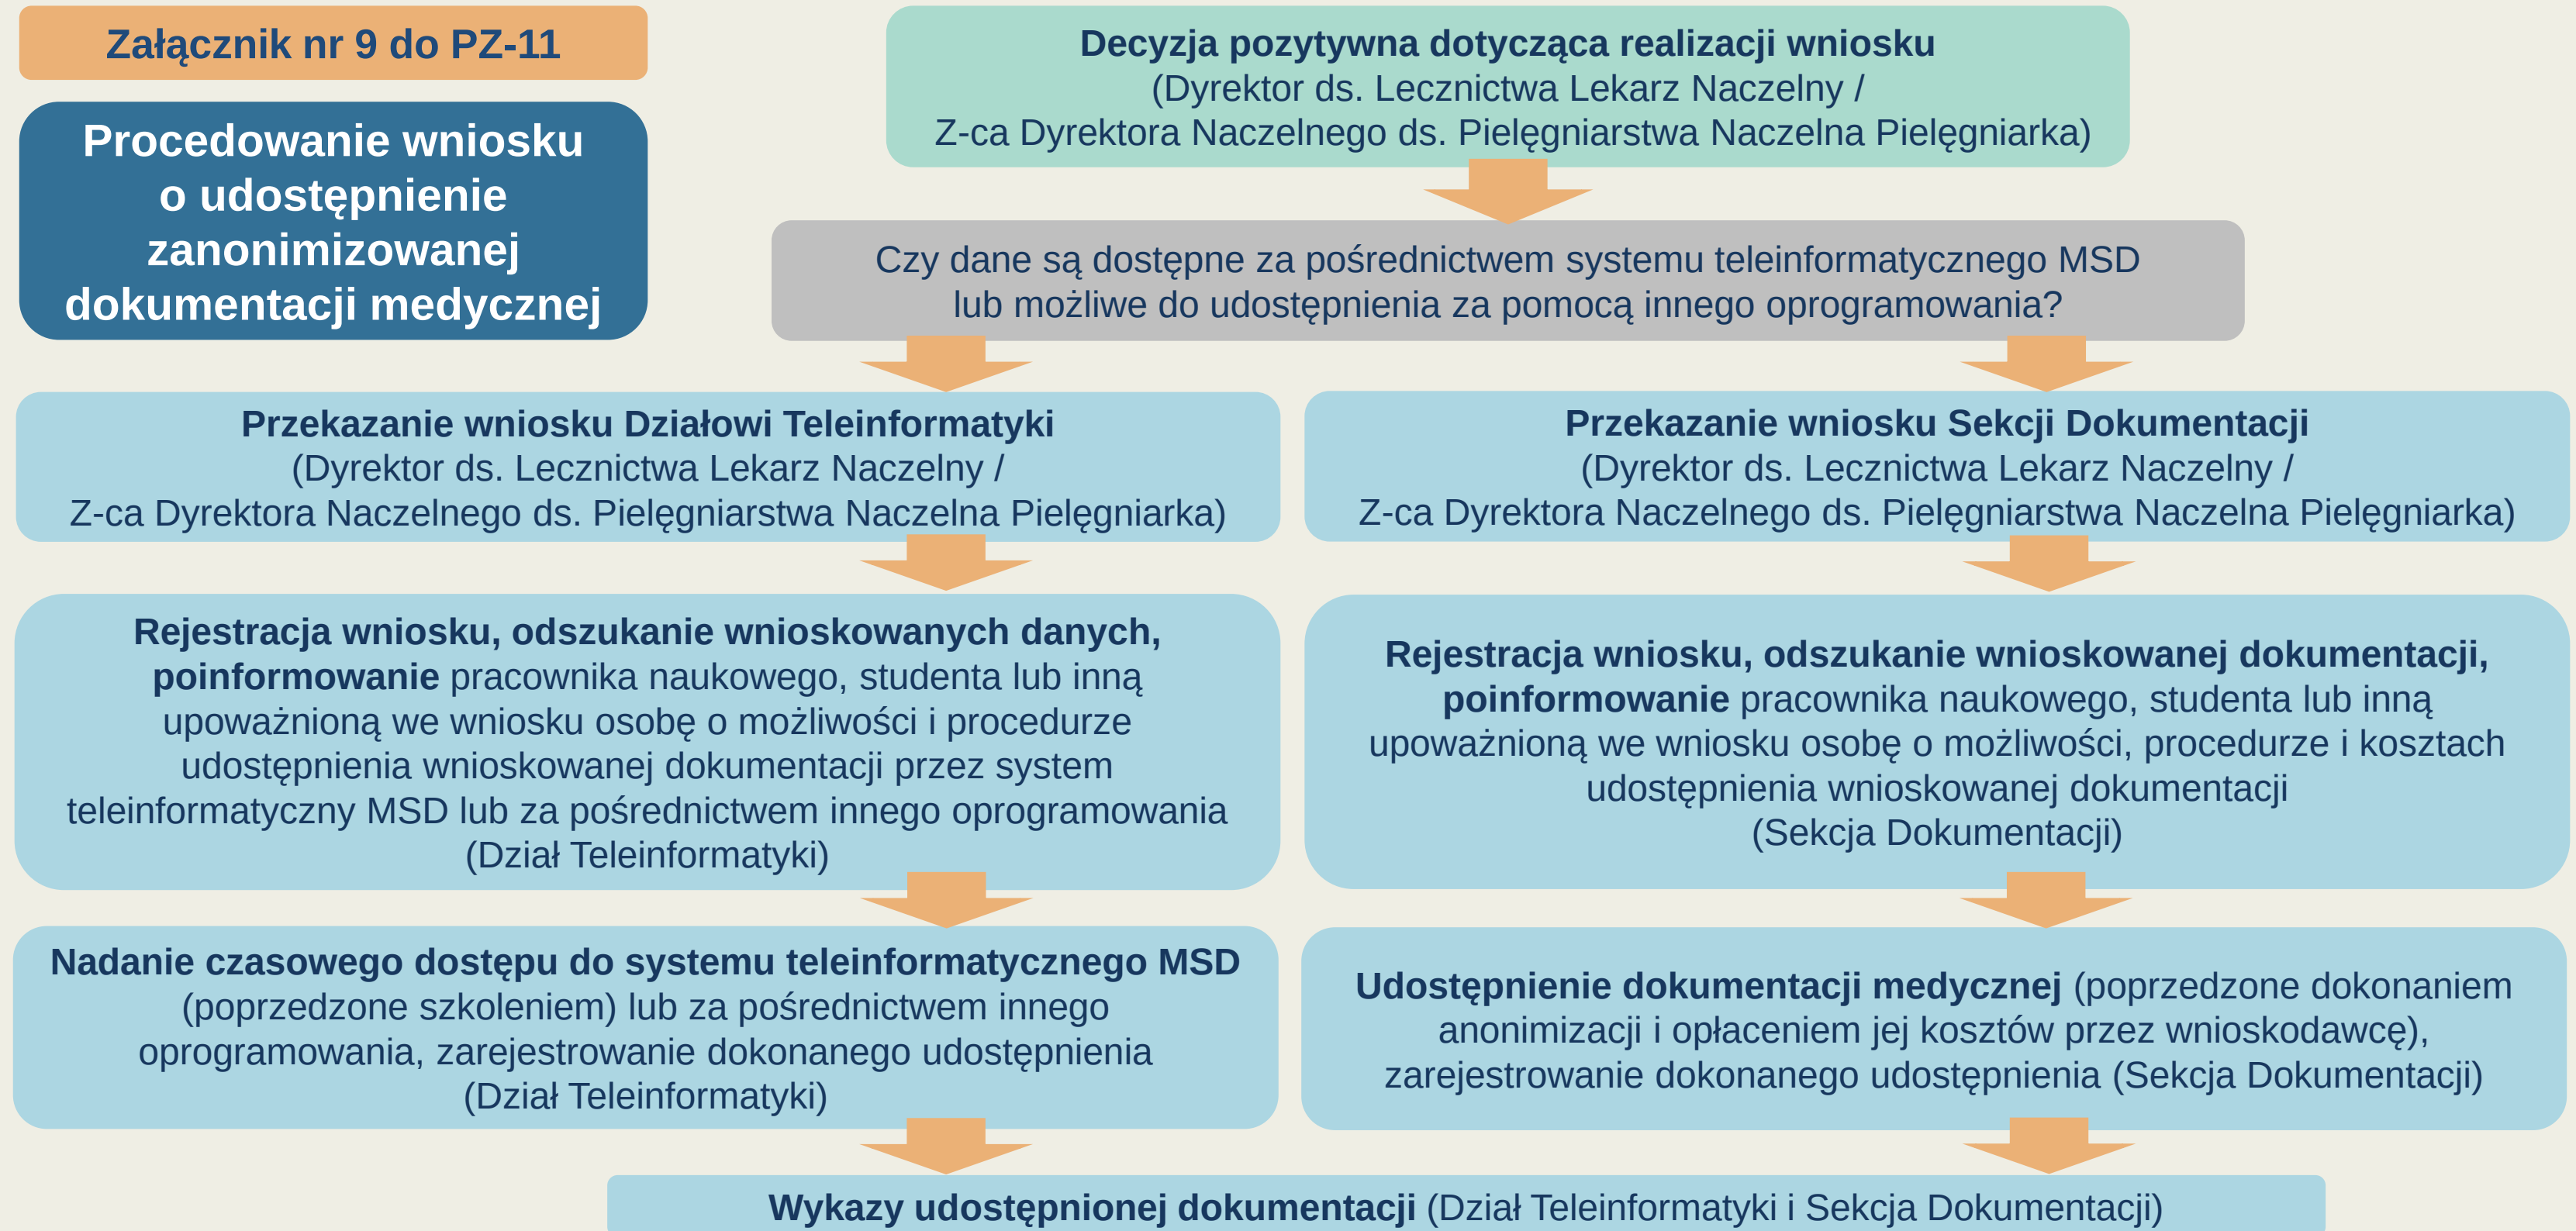 Załącznik nr 9 do PZ-11
Procedowanie wniosku
o udostępnienie
zanonimizowanej
dokumentacji medycznej
Decyzja pozytywna dotycząca realizacji wniosku
(Dyrektor ds. Lecznictwa Lekarz Naczelny /
Z-ca Dyrektora Naczelnego ds. Pielęgniarstwa Naczelna Pielęgniarka)
Czy dane są dostępne za pośrednictwem systemu teleinformatycznego MSD
lub możliwe do udostępnienia za pomocą innego oprogramowania?
Przekazanie wniosku Działowi Teleinformatyki
(Dyrektor ds. Lecznictwa Lekarz Naczelny /
Z-ca Dyrektora Naczelnego ds. Pielęgniarstwa Naczelna Pielęgniarka)
Przekazanie wniosku Sekcji Dokumentacji
(Dyrektor ds. Lecznictwa Lekarz Naczelny /
Z-ca Dyrektora Naczelnego ds. Pielęgniarstwa Naczelna Pielęgniarka)
Rejestracja wniosku, odszukanie wnioskowanych danych,
poinformowanie pracownika naukowego, studenta lub inną
upoważnioną we wniosku osobę o możliwości i procedurze
udostępnienia wnioskowanej dokumentacji przez system
teleinformatyczny MSD lub za pośrednictwem innego oprogramowania
(Dział Teleinformatyki)
Rejestracja wniosku, odszukanie wnioskowanej dokumentacji,
poinformowanie pracownika naukowego, studenta lub inną
upoważnioną we wniosku osobę o możliwości, procedurze i kosztach
udostępnienia wnioskowanej dokumentacji
(Sekcja Dokumentacji)
Nadanie czasowego dostępu do systemu teleinformatycznego MSD
(poprzedzone szkoleniem) lub za pośrednictwem innego
oprogramowania, zarejestrowanie dokonanego udostępnienia
(Dział Teleinformatyki)
Udostępnienie dokumentacji medycznej (poprzedzone dokonaniem
anonimizacji i opłaceniem jej kosztów przez wnioskodawcę),
zarejestrowanie dokonanego udostępnienia (Sekcja Dokumentacji)
Wykazy udostępnionej dokumentacji (Dział Teleinformatyki i Sekcja Dokumentacji)